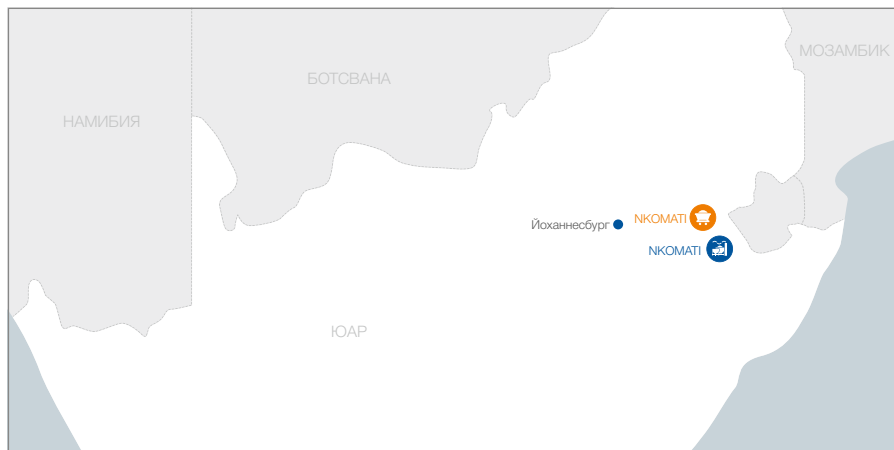 МОЗАМБИК
БОТСВАНА
НАМИБИЯ
Йоханнесбург
NKOMATI
NKOMATI
ЮАР